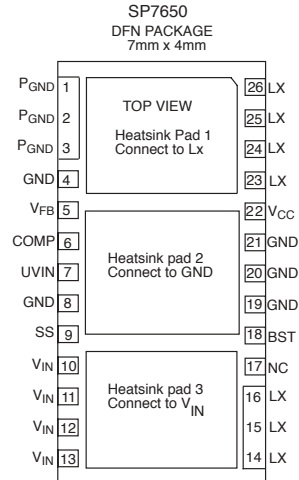 SP7650
DFN PACKAGE
7mm x 4mm
TOP VIEW
Heatsink Pad 1
Connect to Lx
Heatsink pad 2
Connect to GND
Heatsink pad 3
Connect to VIN
PGND 1
PGND 2
PGND 3
GND 4
VFB 5
COMP 6
UVIN 7
GND 8
SS 9
VIN 10
VIN 11
VIN 12
VIN 13
26 LX
25 LX
24 LX
23 LX
22 VCC
21 GND
20 GND
19 GND
18 BST
17 NC
16 LX
15 LX
14 LX